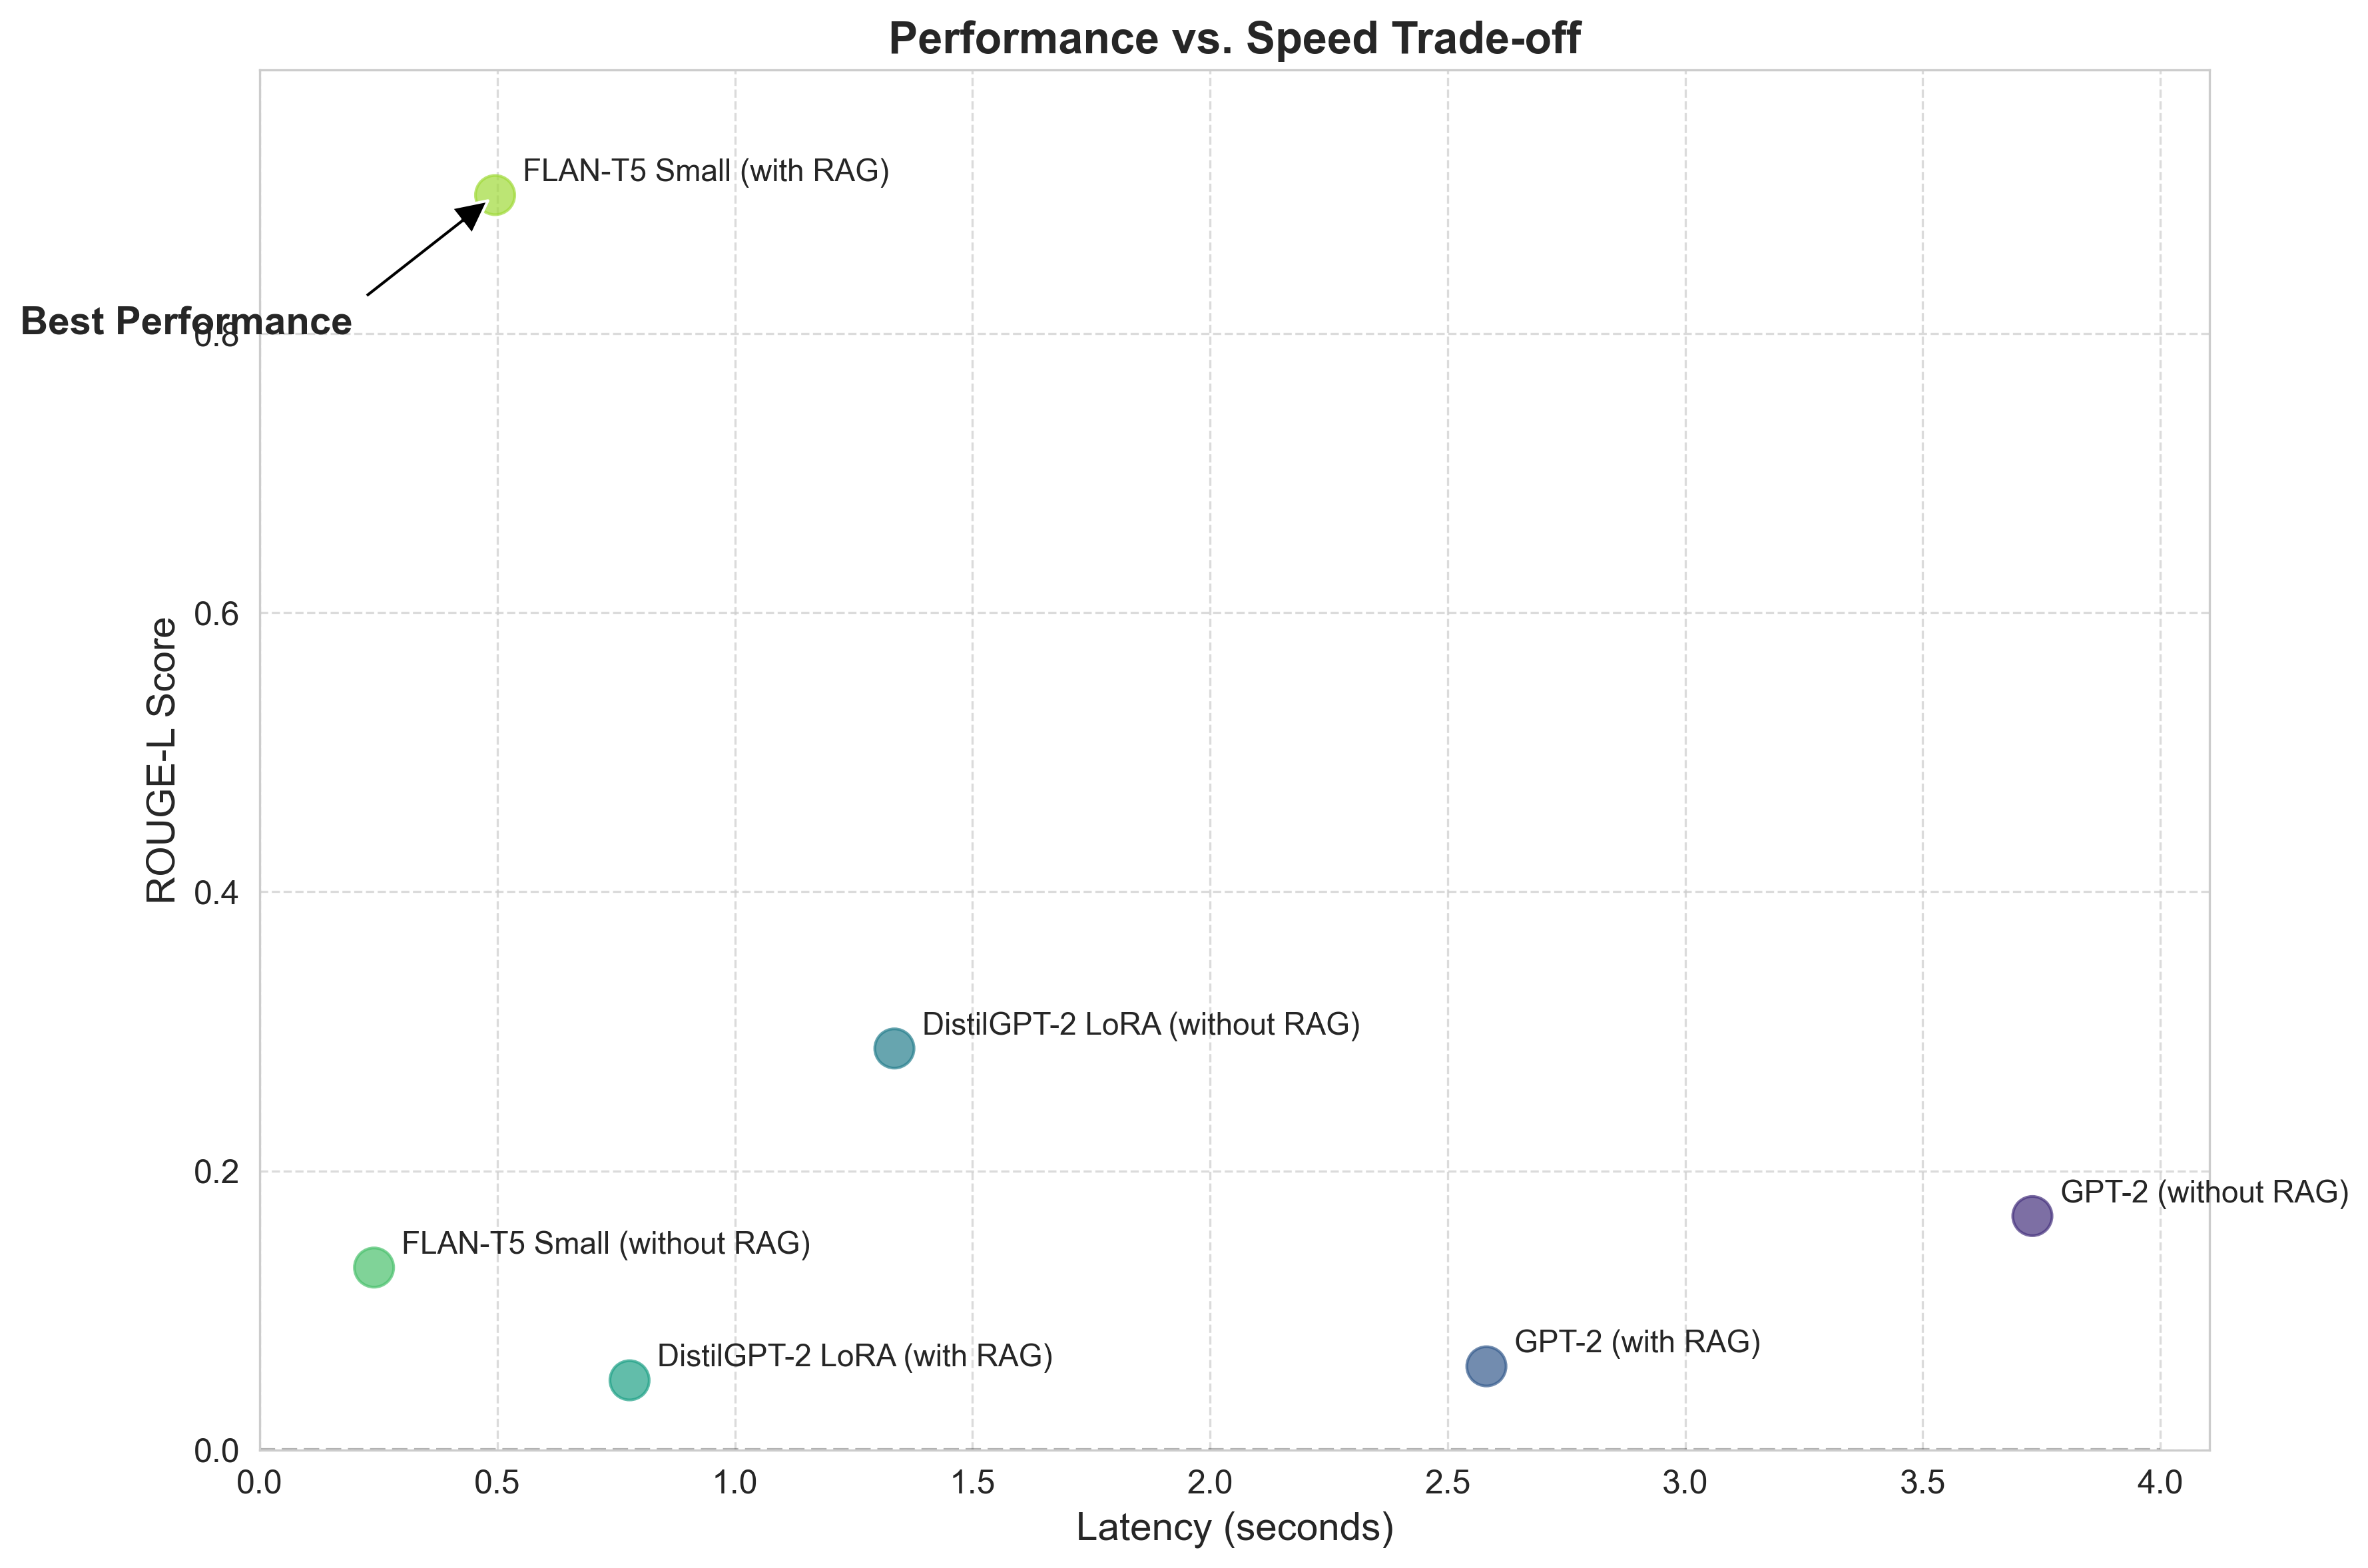 Performance vs. Speed Trade-off
FLAN-T5 Small (with RAG)
Best Performance
0.8
0.6
ROUGE-L Score
0.4
DistilGPT-2 LoRA (without RAG)
0.2
GPT-2 (without RAG)
FLAN-T5 Small (without RAG)
GPT-2 (with RAG)
DistilGPT-2 LoRA (with RAG)
0.0
0.0 0.5 1.0 1.5 2.0 2.5 3.0 3.5 4.0
Latency (seconds)